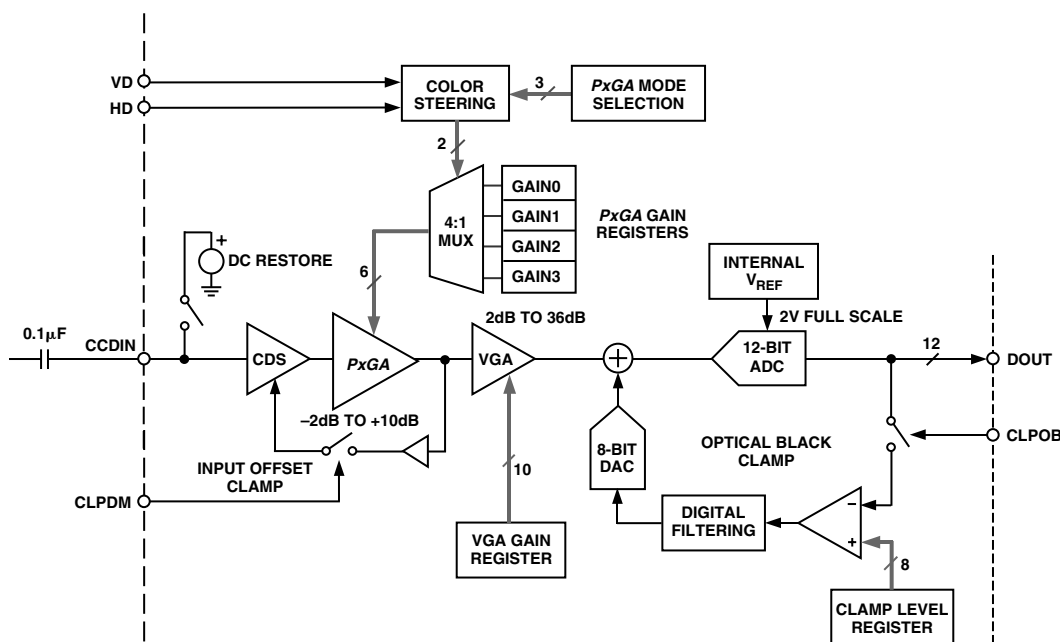 VD
HD
COLOR
STEERING
3
PxGA MODE
SELECTION
2
4:1
MUX
GAIN0
GAIN1
GAIN2
GAIN3
PxGA GAIN
REGISTERS
+
DC RESTORE
6
INTERNAL
VREF
2dB TO 36dB
2V FULL SCALE
0.1μF
CCDIN
CDS
PxGA
VGA
+
12-BIT
ADC
12
DOUT
–2dB TO +10dB
INPUT OFFSET
CLAMP
CLPDM
10
8-BIT
DAC
OPTICAL BLACK
CLAMP
CLPOB
VGA GAIN
REGISTER
DIGITAL
FILTERING
–
+
8
CLAMP LEVEL
REGISTER